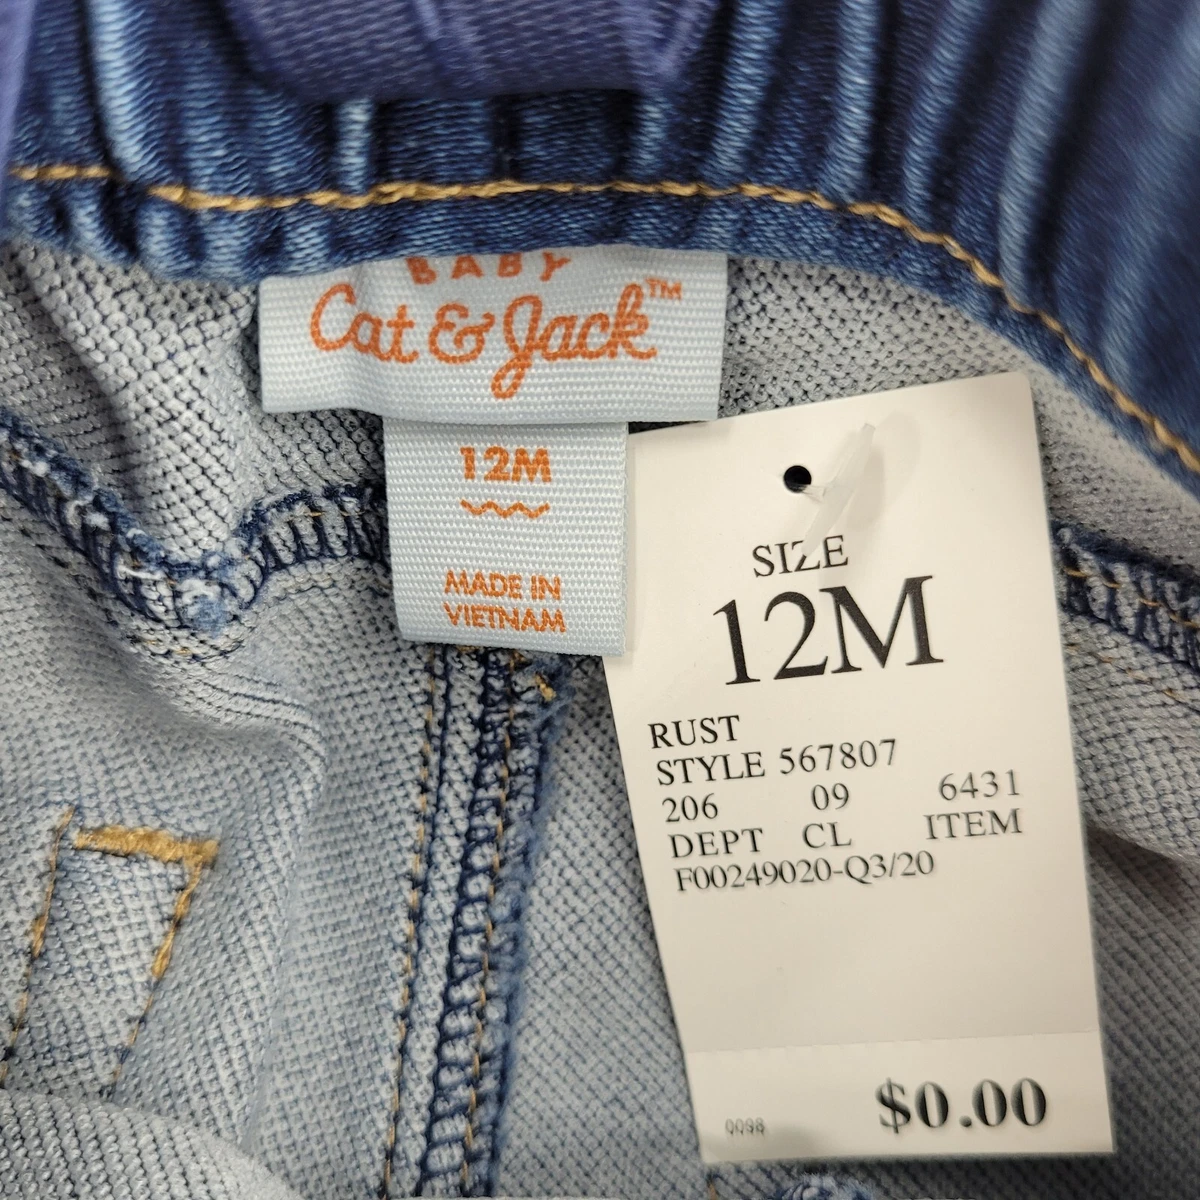 BABY
Cat & Jack™
12M
MADE IN
VIETNAM
SIZE
12M
RUST
STYLE 567807
206 09 6431
DEPT CL ITEM
F00249020-Q3/20
$0.00
0098